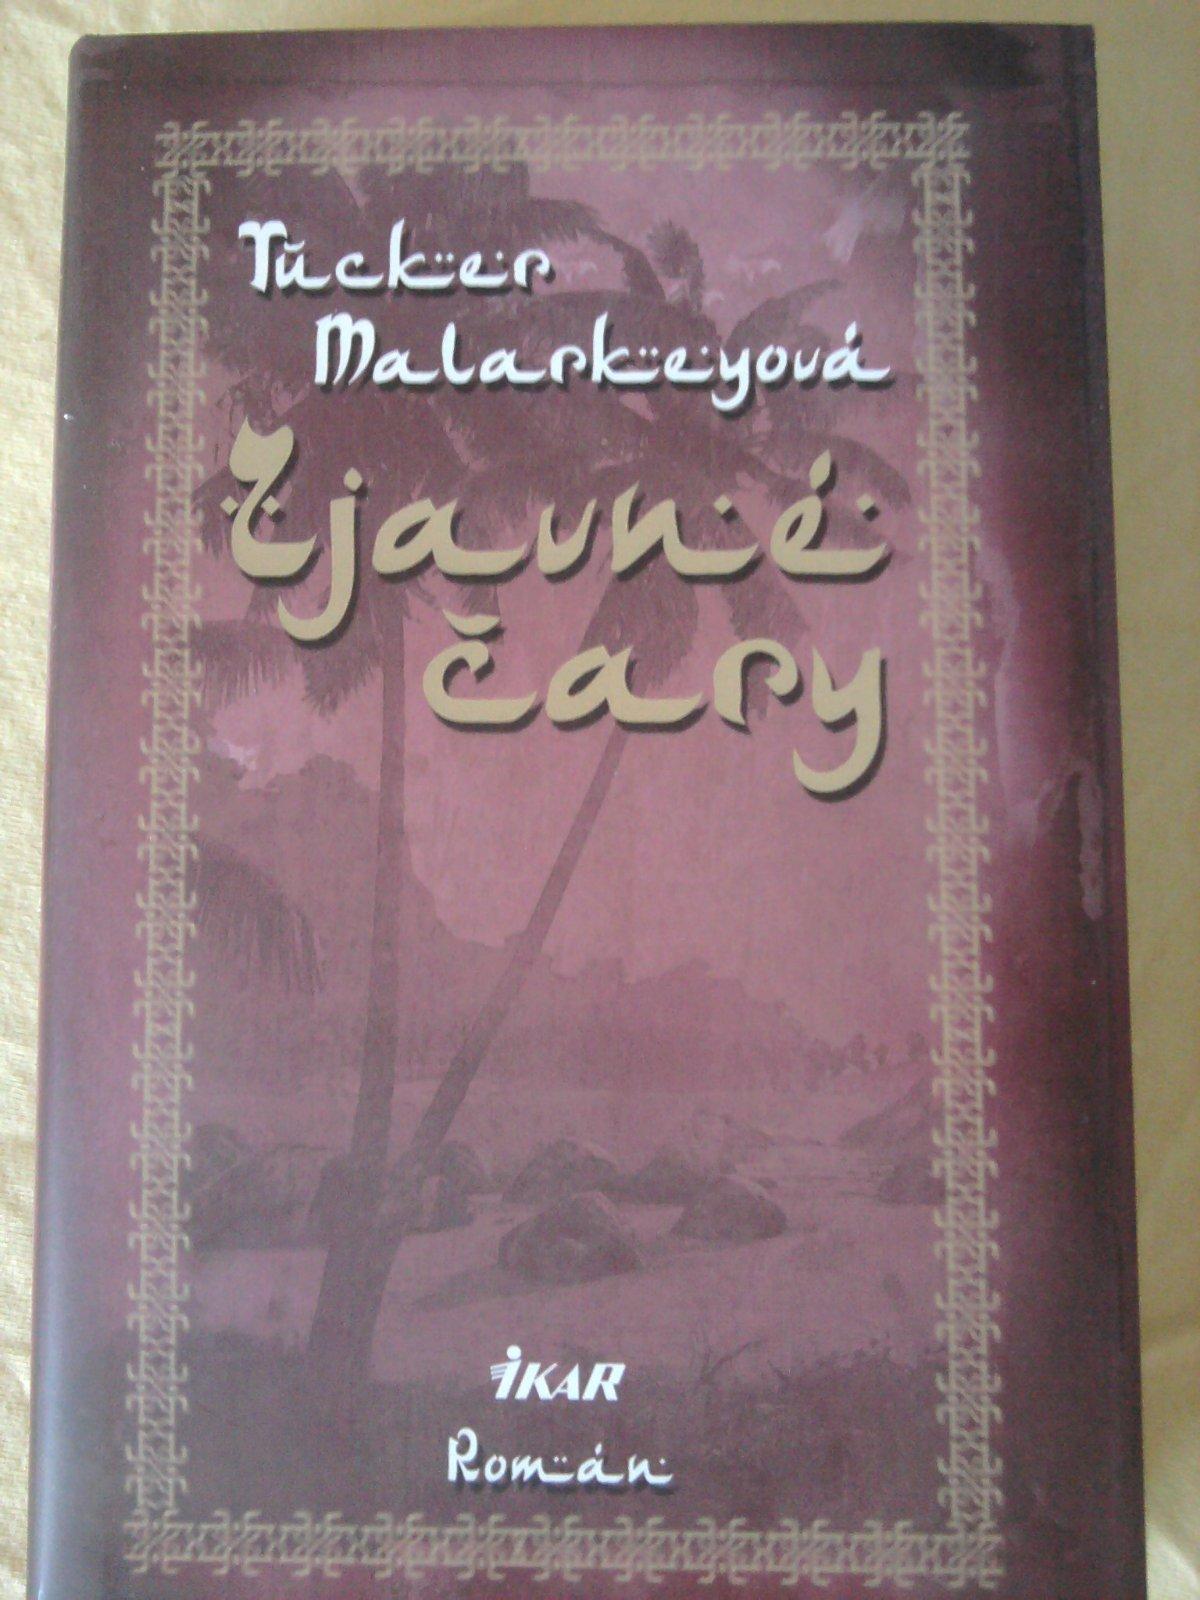 Tucker
Malarkeyová
Zjavné
čary
IKAR
Román